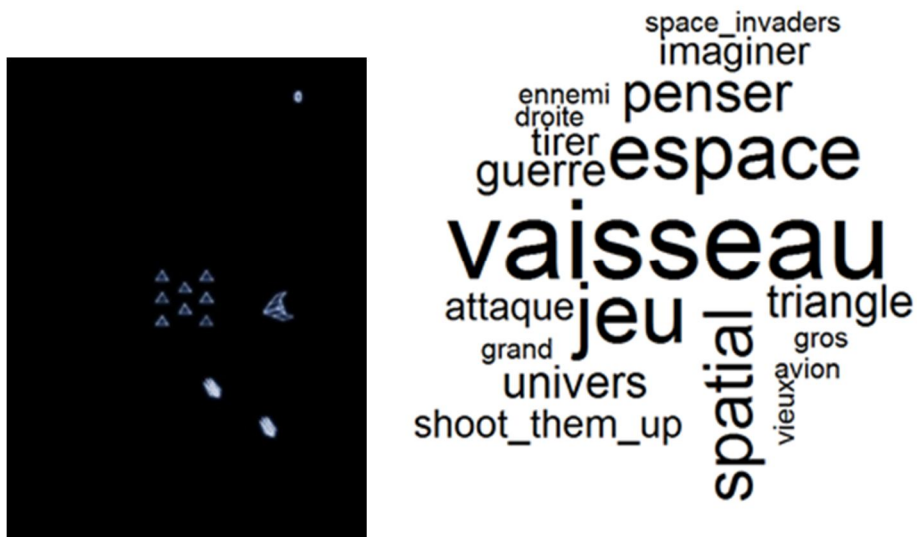 space_invaders
imaginer
ennemi
penser
droite
tirer
espace
guerre
vaisseau
attaque
jeu
triangle
spatial
gros
grand
avion
univers
vieux
shoot_them_up